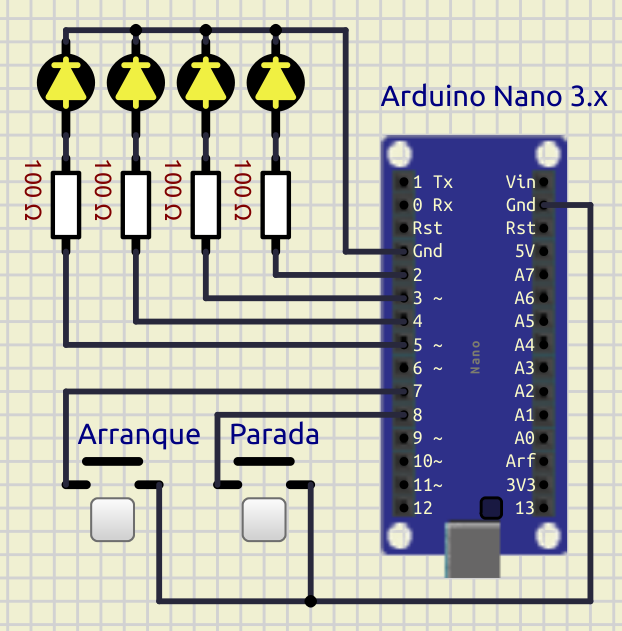 Arduino Nano 3.x
100 Ω
100 Ω
100 Ω
100 Ω
1 Tx Vin
0 Rx Gnd
Rst Rst
Gnd 5V
2 A7
3 ~ A6
4 A5
5 ~ A4
6 ~ A3
7 A2
8 A1
9 ~ A0
10~ Arf
11~ 3V3
12 13
Nano
Arranque
Parada